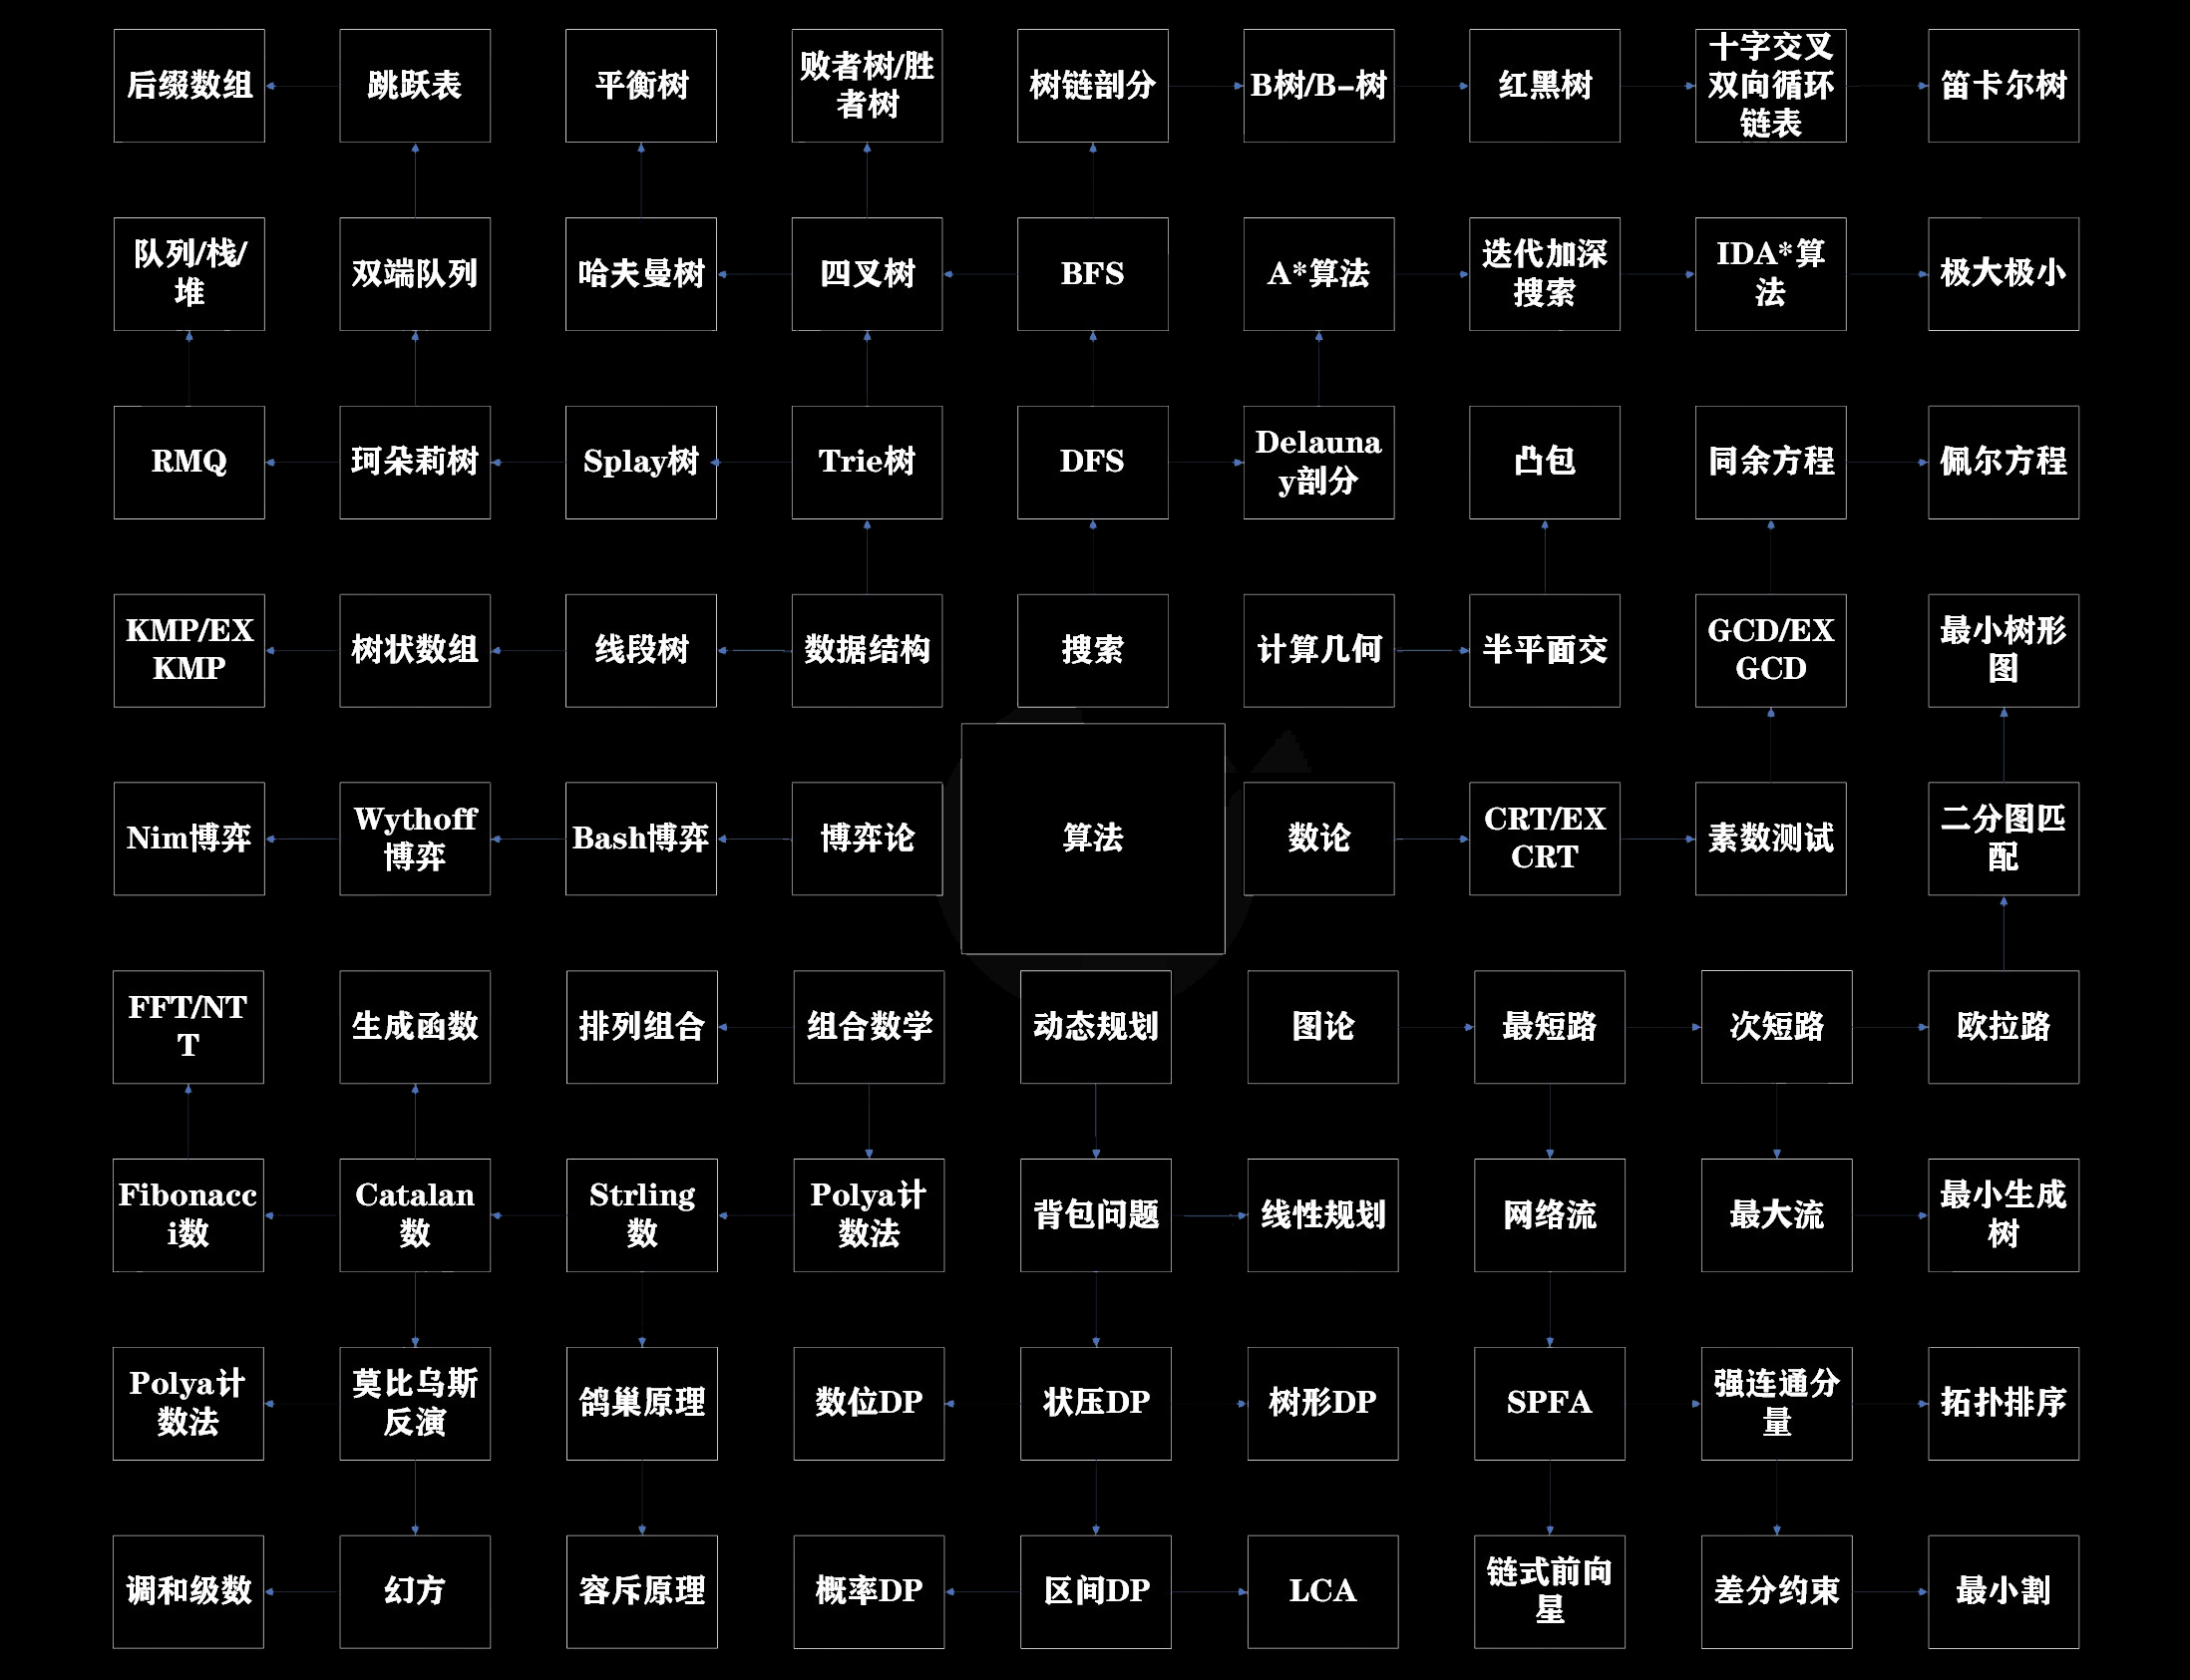 后缀数组
跳跃表
平衡树
败者树/胜
者树
树链剖分
B树/B-树
红黑树
十字交叉
双向循环
链表
笛卡尔树
队列/栈/
堆
双端队列
哈夫曼树
四叉树
BFS
A*算法
迭代加深
搜索
IDA*算
法
极大极小
RMQ
珂朵莉树
Splay树
Trie树
DFS
Delauna
y剖分
凸包
同余方程
佩尔方程
KMP/EX
KMP
树状数组
线段树
数据结构
搜索
计算几何
半平面交
GCD/EX
GCD
最小树形
图
Nim博弈
Wythoff
博弈
Bash博弈
博弈论
算法
数论
CRT/EX
CRT
素数测试
二分图匹
配
FFT/NT
T
生成函数
排列组合
组合数学
动态规划
图论
最短路
次短路
欧拉路
Fibonacc
i数
Catalan
数
Strling
数
Polya计
数法
背包问题
线性规划
网络流
最大流
最小生成
树
Polya计
数法
莫比乌斯
反演
鸽巢原理
数位DP
状压DP
树形DP
SPFA
强连通分
量
拓扑排序
调和级数
幻方
容斥原理
概率DP
区间DP
LCA
链式前向
星
差分约束
最小割